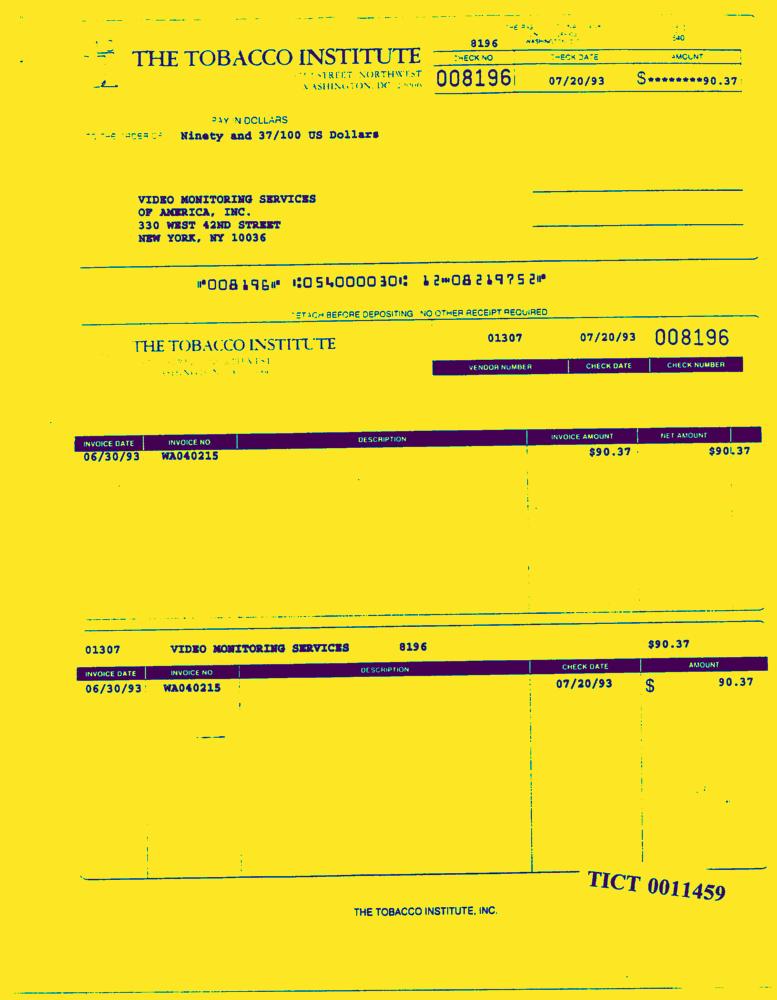 8196
THE TOBACCO INSTITUTE
CHECK NO CHECK DATE AMOUNT
STREET NORTHWEST
WASHINGTON, DC 20006
008196 07/20/93 $********90.37
PAY IN DOLLARS
TO THE ORDER OF Ninety and 37/100 US Dollars
VIDEO MONITORING SERVICES
OF AMERICA, INC.
330 WEST 42ND STREET
NEW YORK, NY 10036
⑈008196⑈ ⑆054000030⑆ 12⑉08219752⑈
DETACH BEFORE DEPOSITING NO OTHER RECEIPT REQUIRED
THE TOBACCO INSTITUTE 01307 07/20/93 008196
VENDOR NUMBER CHECK DATE CHECK NUMBER
INVOICE DATE INVOICE NO DESCRIPTION INVOICE AMOUNT NET AMOUNT
06/30/93 WA040215 $90.37 $90.37
01307 VIDEO MONITORING SERVICES 8196 $90.37
INVOICE DATE INVOICE NO DESCRIPTION CHECK DATE AMOUNT
06/30/93 WA040215 07/20/93 $ 90.37
TICT 0011459
THE TOBACCO INSTITUTE, INC.